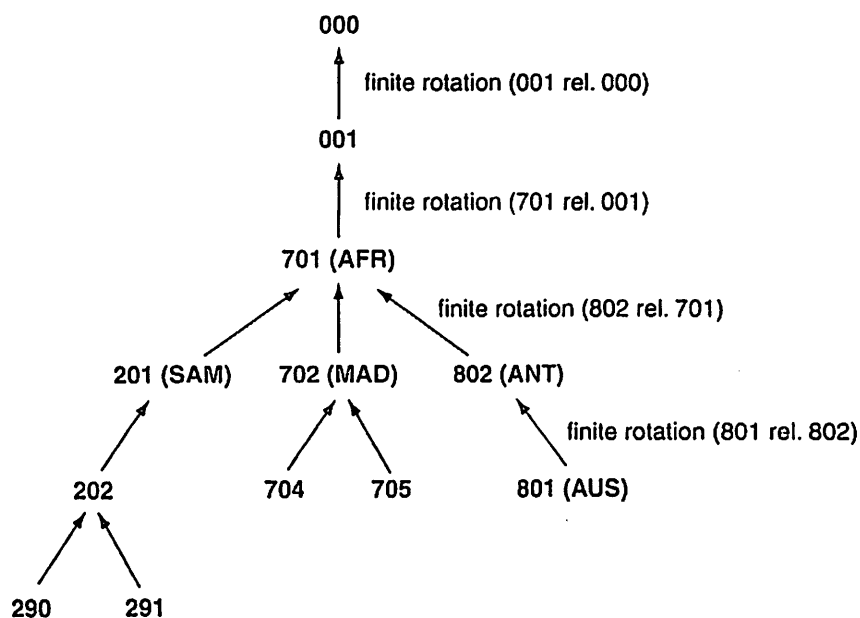 000
finite rotation (001 rel. 000)
001
finite rotation (701 rel. 001)
701 (AFR)
finite rotation (802 rel. 701)
201 (SAM) 702 (MAD) 802 (ANT)
finite rotation (801 rel. 802)
202 704 705 801 (AUS)
290 291